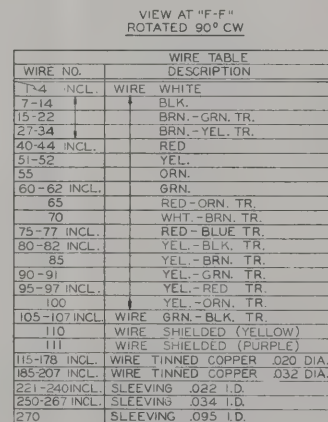 VIEW AT "F-F"
ROTATED 90° CW
WIRE TABLE
WIRE NO. DESCRIPTION
1-4 INCL. WIRE WHITE
7-14 BLK.
15-22 BRN.-GRN. TR.
27-34 BRN.-YEL. TR.
40-44 INCL. RED
51-52 YEL.
55 ORN.
60-62 INCL. GRN.
65 RED-ORN. TR.
70 WHT.-BRN. TR.
75-77 INCL. RED-BLUE TR.
80-82 INCL. YEL.-BLK. TR.
85 YEL.-BRN. TR.
90-91 YEL.-GRN. TR.
95-97 INCL. YEL.-RED TR.
100 YEL.-ORN. TR.
105-107 INCL. WIRE GRN.-BLK. TR.
110 WIRE SHIELDED (YELLOW)
111 WIRE SHIELDED (PURPLE)
115-178 INCL. WIRE TINNED COPPER .020 DIA.
185-207 INCL. WIRE TINNED COPPER .032 DIA.
221-240 INCL. SLEEVING .022 I.D.
250-267 INCL. SLEEVING .034 I.D.
270 SLEEVING .095 I.D.